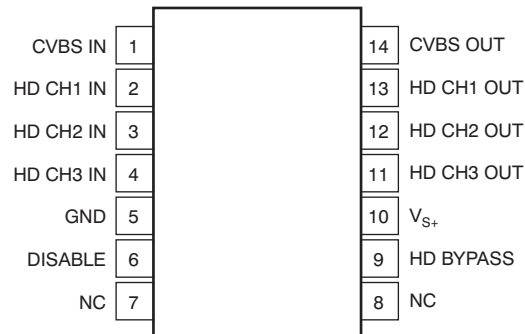 CVBS IN 1 14 CVBS OUT
HD CH1 IN 2 13 HD CH1 OUT
HD CH2 IN 3 12 HD CH2 OUT
HD CH3 IN 4 11 HD CH3 OUT
GND 5 10 VS+
DISABLE 6 9 HD BYPASS
NC 7 8 NC